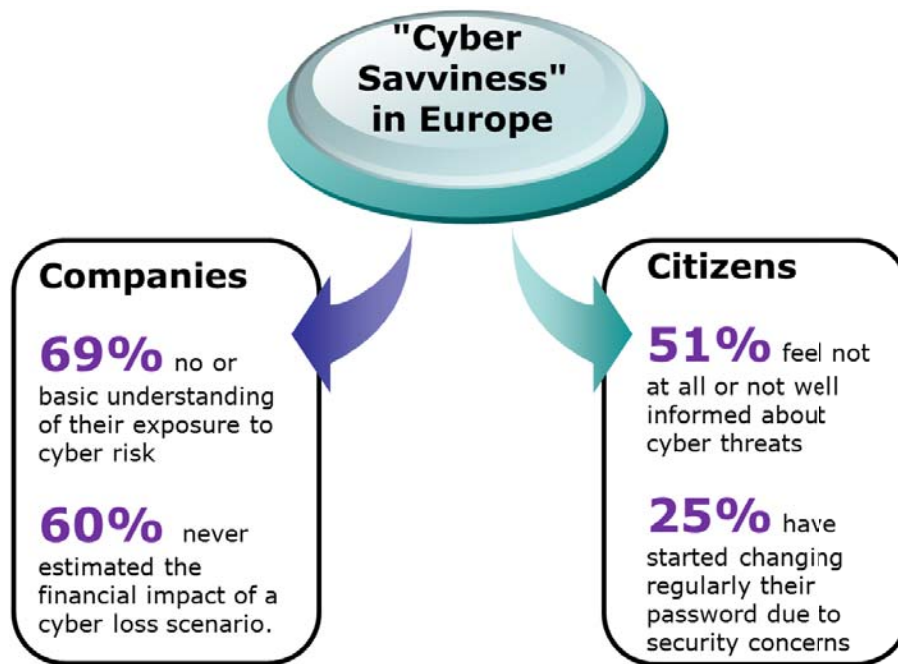 "Cyber
Savviness"
in Europe
Companies
69% no or
basic understanding
of their exposure to
cyber risk
60% never
estimated the
financial impact of a
cyber loss scenario.
Citizens
51% feel not
at all or not well
informed about
cyber threats
25% have
started changing
regularly their
password due to
security concerns